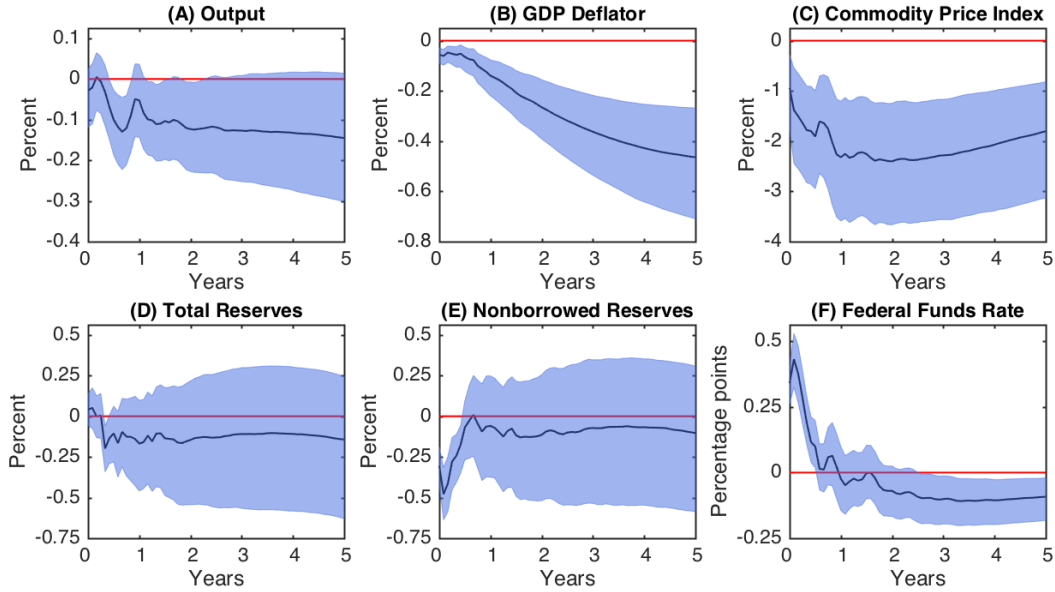 (A) Output
Percent
0.1
0
-0.1
-0.2
-0.3
-0.4
0 1 2 3 4 5
Years
(B) GDP Deflator
Percent
0
-0.2
-0.4
-0.6
-0.8
0 1 2 3 4 5
Years
(C) Commodity Price Index
Percent
0
-1
-2
-3
-4
0 1 2 3 4 5
Years
(D) Total Reserves
Percent
0.5
0.25
0
-0.25
-0.5
-0.75
0 1 2 3 4 5
Years
(E) Nonborrowed Reserves
Percent
0.5
0.25
0
-0.25
-0.5
-0.75
0 1 2 3 4 5
Years
(F) Federal Funds Rate
Percentage points
0.5
0.25
0
-0.25
0 1 2 3 4 5
Years